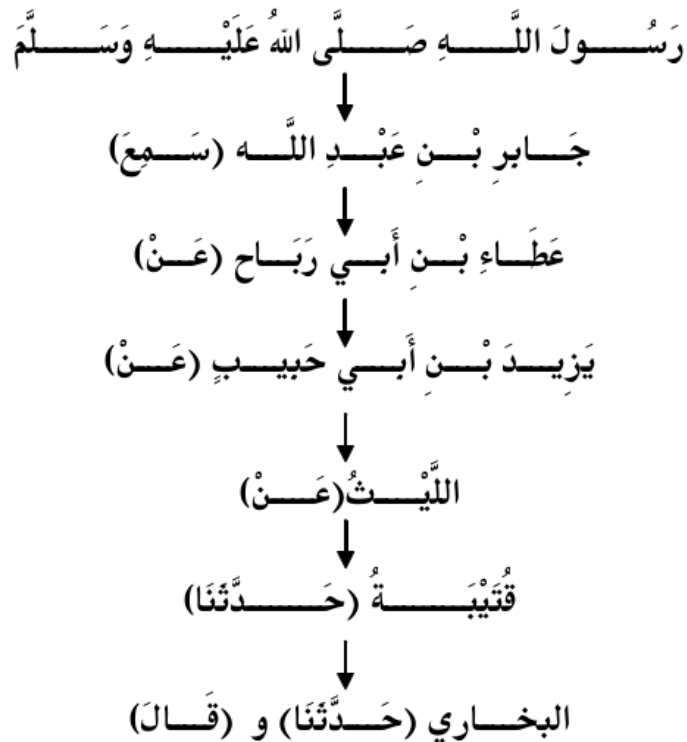 رَسُولَ اللَّهِ صَلَّى اللهُ عَلَيْهِ وَسَلَّمَ
جَابِرِ بْنِ عَبْدِ اللَّه (سَمِعَ)
عَطَاءِ بْنِ أَبِي رَبَاح (عَنْ)
يَزِيدَ بْنِ أَبِي حَبِيبٍ (عَنْ)
اللَّيْثُ(عَنْ)
قُتَيْبَةُ (حَدَّثَنَا)
البخاري (حَدَّثَنَا) و (قَالَ)